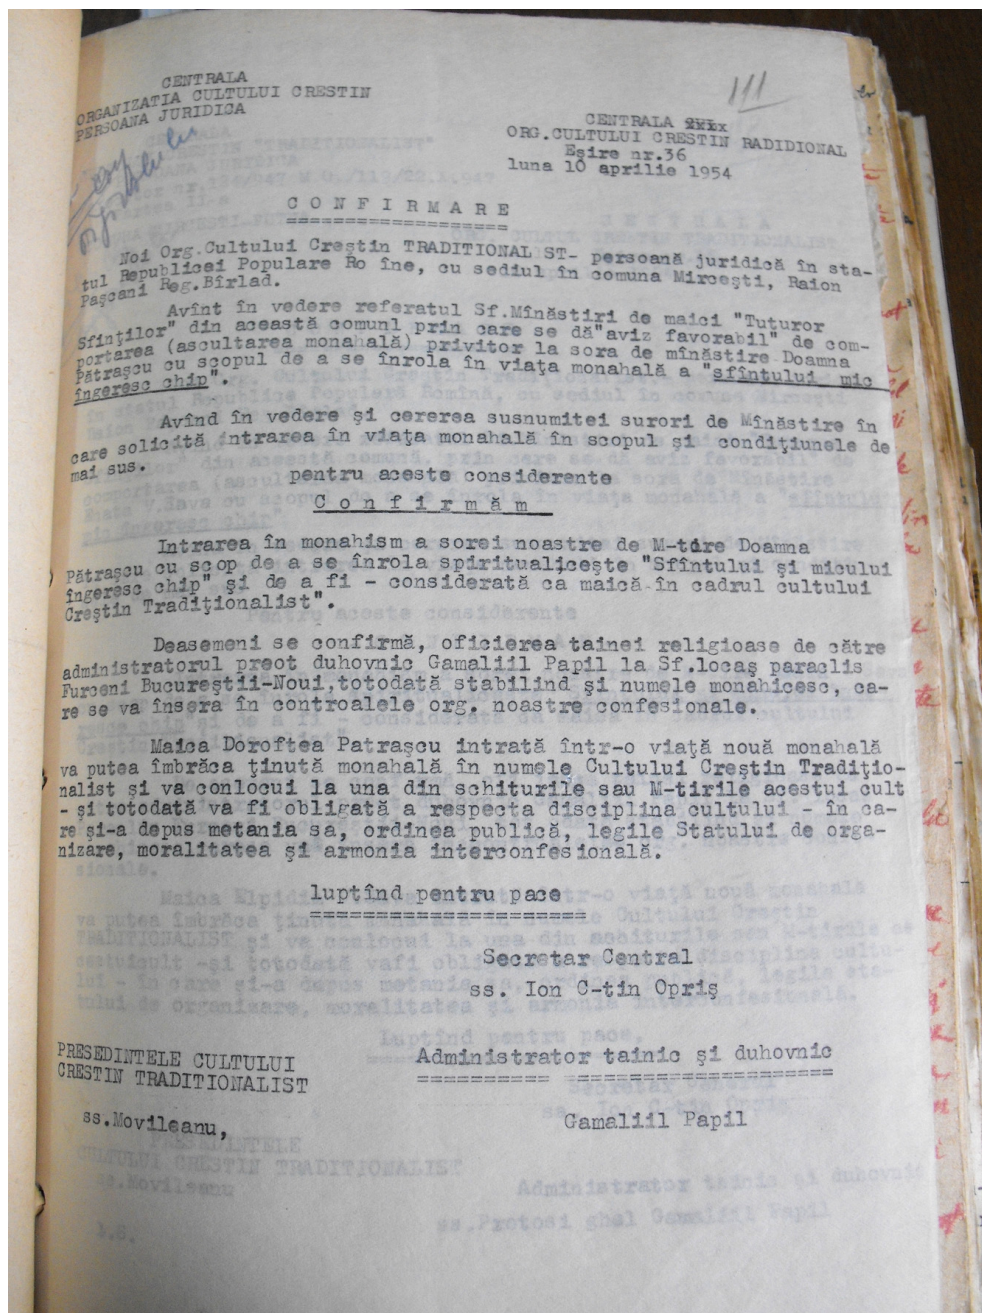 CENTRALA
ORGANIZATIA CULTULUI CRESTIN
PERSOANA JURIDICA
111
CENTRALA
ORG.CULTULUI CRESTIN RADIDIONAL
Eşire nr.36
luna 10 aprilie 1954
C O N F I R M A R E
Noi Org.Cultului Creştin TRADITIONAL ST- persoană juridică în sta-
tul Republicei Populare Ro îne, cu sediul în comuna Mirceşti, Raion
Paşcani Reg.Bîrlad.
Avînt în vedere referatul Sf.Mînăstiri de maici "Tuturor
Sfinţilor" din această comunl prin care se dă"aviz favorabil" de com-
portarea (ascultarea monahală) privitor la sora de mînăstire Doamna
Pătraşcu cu scopul de a se înrola în viaţa monahală a "sfîntului mic
îngeresc chip".
Avînd în vedere şi cererea susnumitei surori de Mînăstire în
care solicită intrarea în viaţa monahală în scopul şi condiţiunele de
mai sus.
pentru aceste considerente
C o n f i r m ă m
Intrarea în monahism a sorei noastre de M-tire Doamna
Pătraşcu cu scop de a se înrola spiritualiceşte "Sfîntului şi micului
îngeresc chip" şi de a fi - considerată ca maică în cadrul cultului
Creştin Tradiţionalist".
Deasemeni se confirmă, oficierea tainei religioase de către
administratorul preot duhovnic Gamaliil Papil la Sf.locaş paraclis
Furceni Bucureştii-Noui,totodată stabilind şi numele monahicesc, ca-
re se va însera în controalele org. noastre confesionale.
Maica Doroftea Patraşcu intrată într-o viaţă nouă monahală
va putea îmbrăca ţinută monahală în numele Cultului Creştin Tradiţio-
nalist şi va conlocui la una din schiturile sau M-tirile acestui cult
- şi totodată va fi obligată a respecta disciplina cultului - în ca-
re şi-a depus metania sa, ordinea publică, legile Statului de orga-
nizare, moralitatea şi armonia interconfesională.
luptînd pentru pace
Secretar Central
ss. Ion C-tin Opriş
PRESEDINTELE CULTULUI
CRESTIN TRADITIONALIST
ss.Movileanu,
Administrator tainic şi duhovnic
Gamaliil Papil